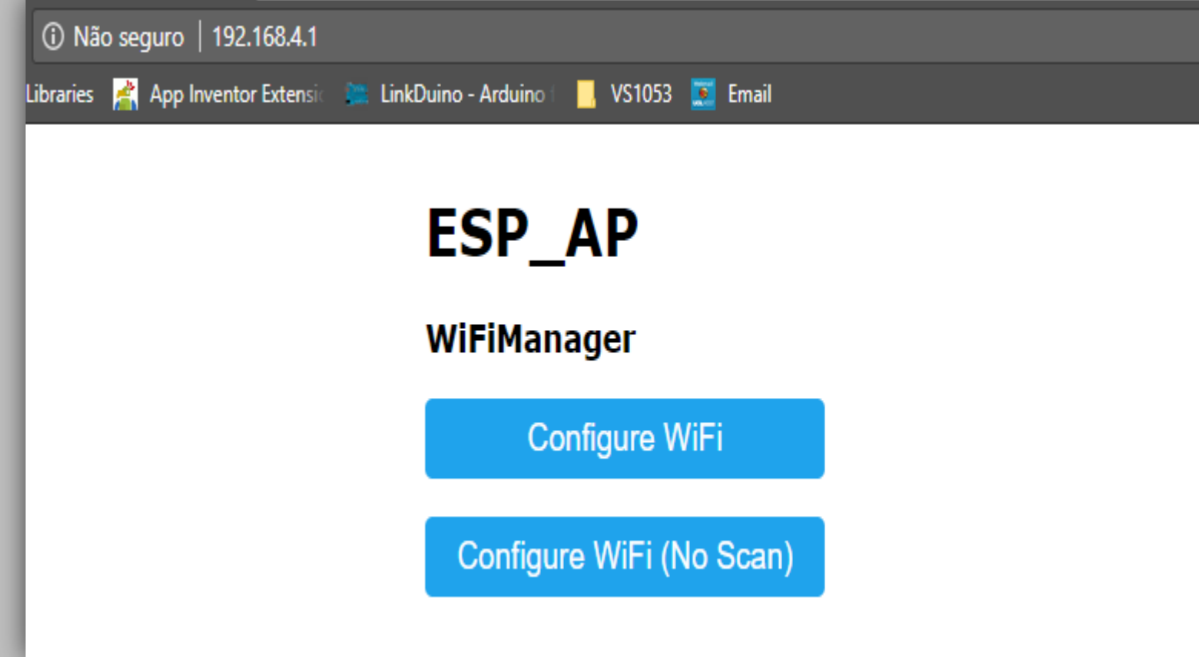 Não seguro | 192.168.4.1
Libraries App Inventor Extensi LinkDuino - Arduino VS1053 Email
ESP_AP
WiFiManager
Configure WiFi
Configure WiFi (No Scan)